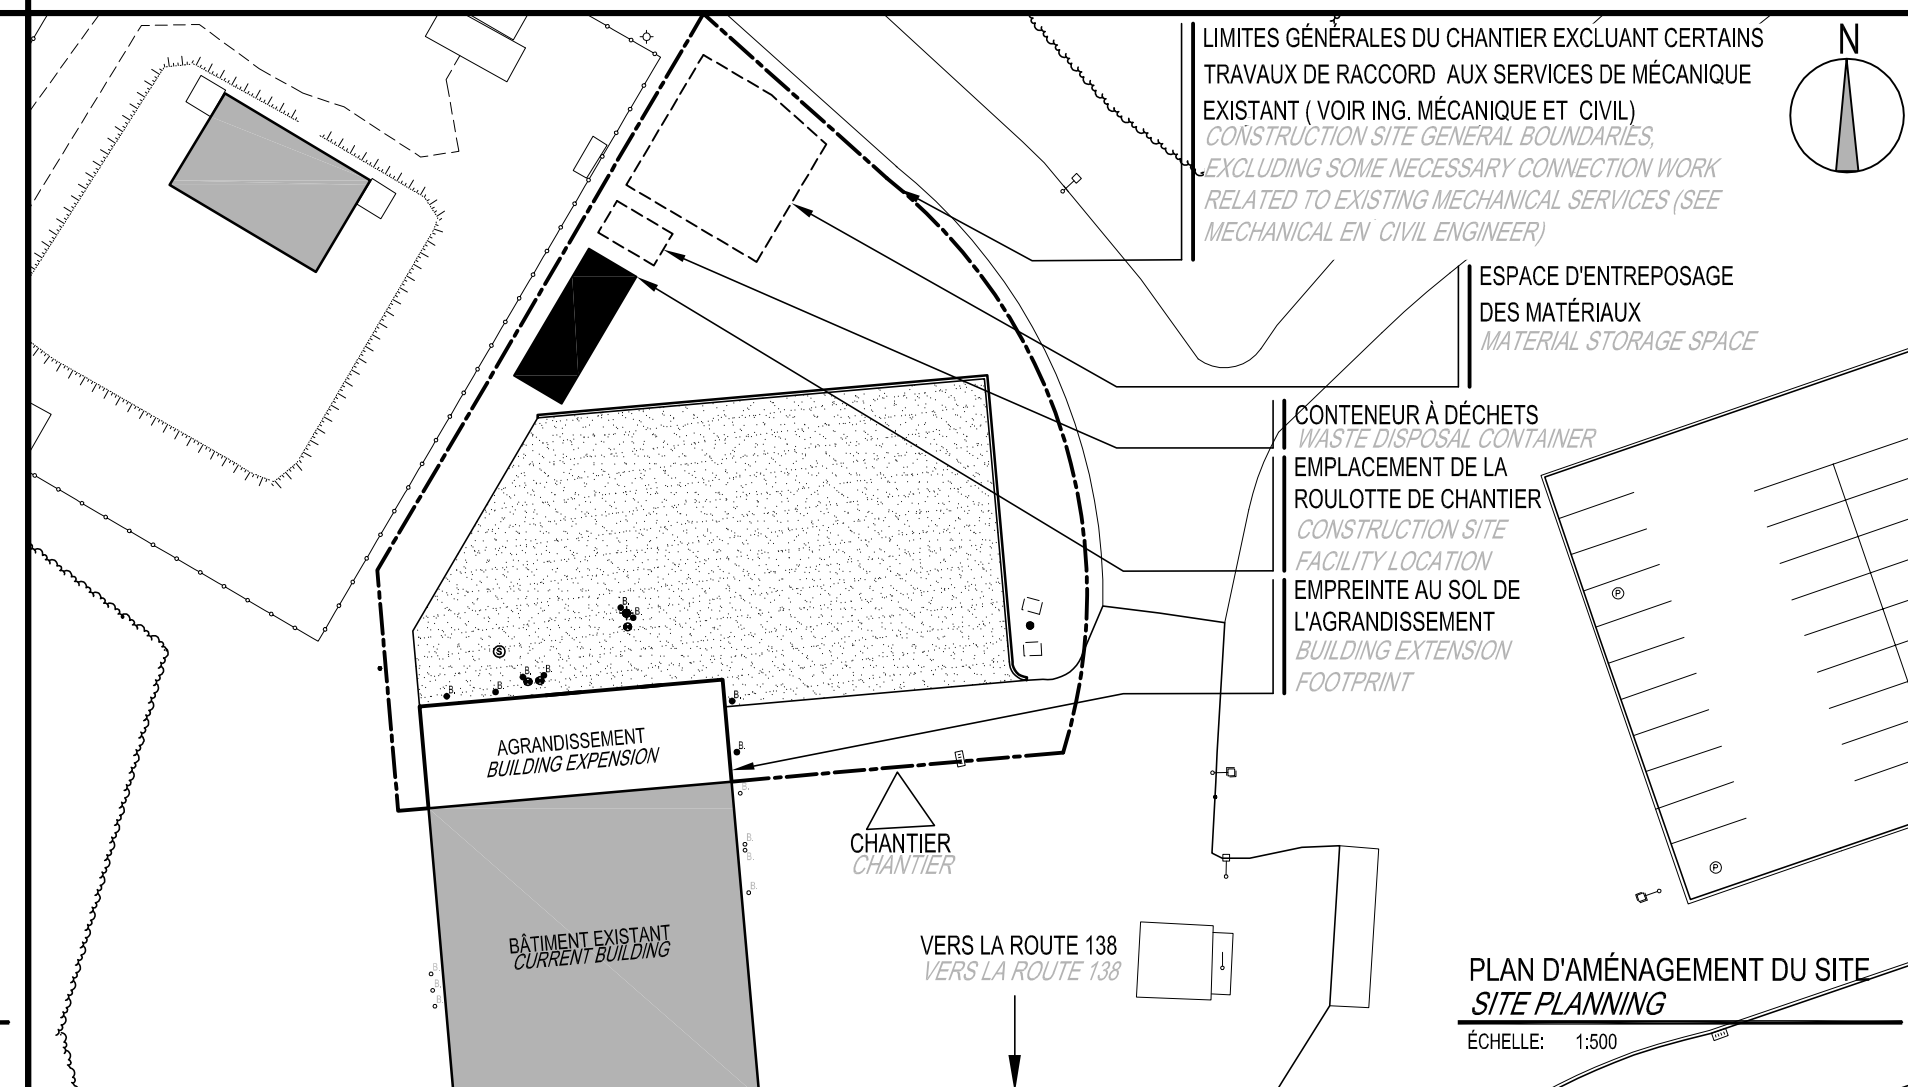 LIMITES GÉNÉRALES DU CHANTIER EXCLUANT CERTAINS
TRAVAUX DE RACCORD AUX SERVICES DE MÉCANIQUE
EXISTANT ( VOIR ING. MÉCANIQUE ET CIVIL)
CONSTRUCTION SITE GENERAL BOUNDARIES,
EXCLUDING SOME NECESSARY CONNECTION WORK
RELATED TO EXISTING MECHANICAL SERVICES (SEE
MECHANICAL EN CIVIL ENGINEER)
N
ESPACE D'ENTREPOSAGE
DES MATÉRIAUX
MATERIAL STORAGE SPACE
CONTENEUR À DÉCHETS
WASTE DISPOSAL CONTAINER
EMPLACEMENT DE LA
ROULOTTE DE CHANTIER
CONSTRUCTION SITE
FACILITY LOCATION
EMPREINTE AU SOL DE
L'AGRANDISSEMENT
BUILDING EXTENSION
FOOTPRINT
P
B.
B.
S
B.
B.
B.
B.
B.
AGRANDISSEMENT
BUILDING EXPENSION
B.
B.
B.
B.
B.
CHANTIER
CHANTIER
P
BÂTIMENT EXISTANT
CURRENT BUILDING
B.
B.
B.
VERS LA ROUTE 138
VERS LA ROUTE 138
PLAN D'AMÉNAGEMENT DU SITE
SITE PLANNING
ÉCHELLE: 1:500